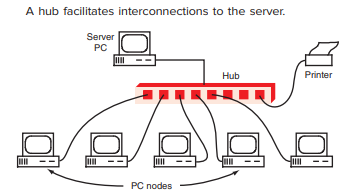 A hub facilitates interconnections to the server.
Server
PC
Hub
Printer
PC nodes